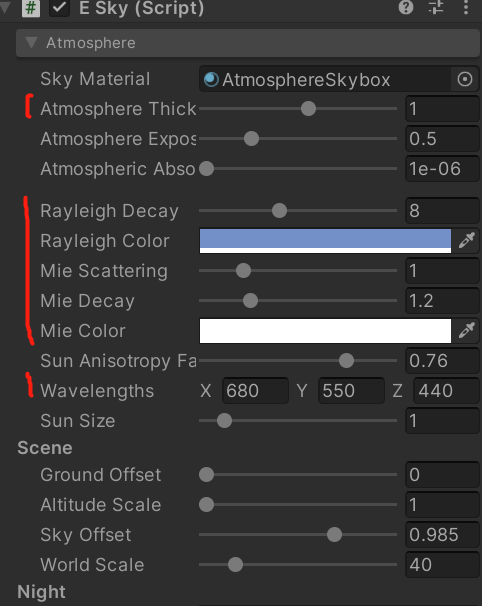 E Sky (Script)
Atmosphere
Sky Material AtmosphereSkybox
Atmosphere Thick 1
Atmosphere Expos 0.5
Atmospheric Abso 1e-06
Rayleigh Decay 8
Rayleigh Color
Mie Scattering 1
Mie Decay 1.2
Mie Color
Sun Anisotropy Fa 0.76
Wavelengths X 680 Y 550 Z 440
Sun Size 1
Scene
Ground Offset 0
Altitude Scale 1
Sky Offset 0.985
World Scale 40
Night